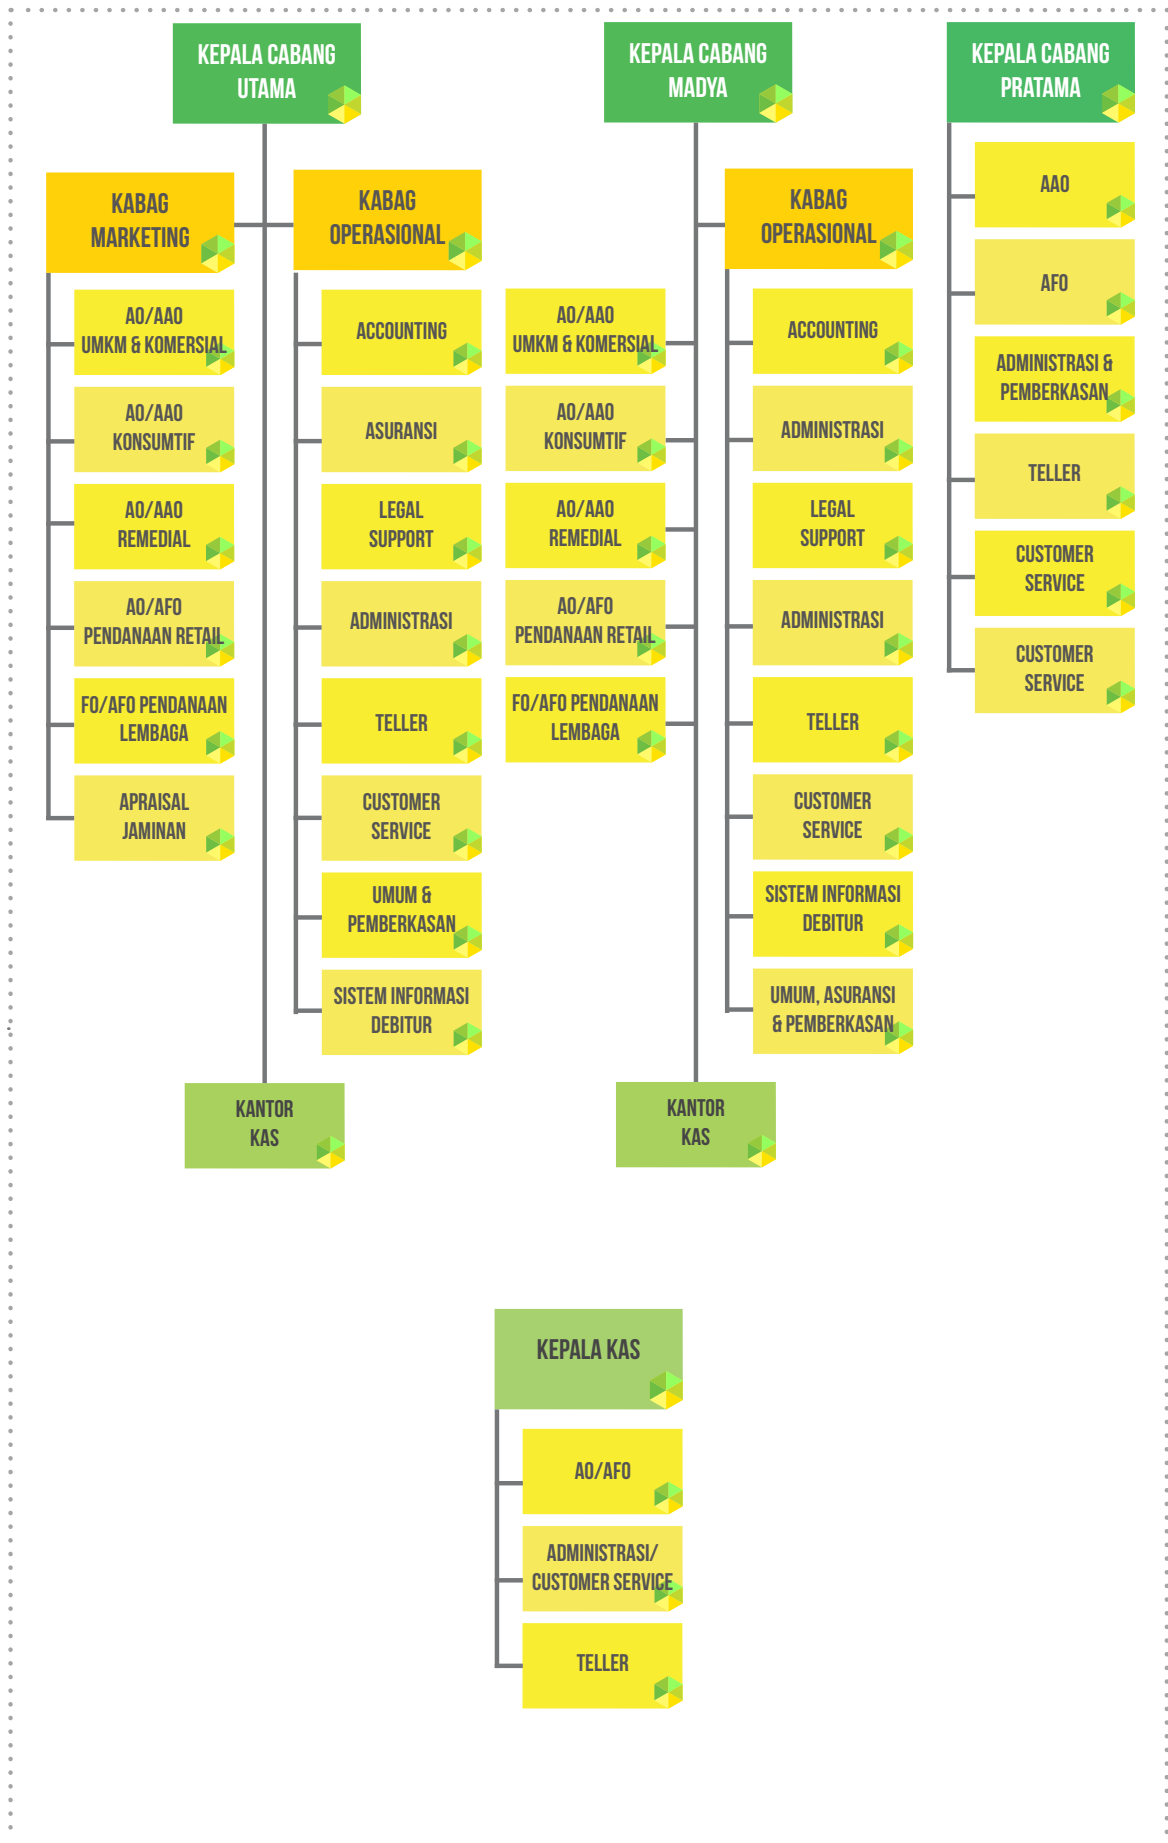 KEPALA CABANG
UTAMA
KABAG
MARKETING
AO/AAO
UMKM & KOMERSIAL
AO/AAO
KONSUMTIF
AO/AAO
REMEDIAL
AO/AFO
PENDANAAN RETAIL
FO/AFO PENDANAAN
LEMBAGA
APRAISAL
JAMINAN
KABAG
OPERASIONAL
ACCOUNTING
ASURANSI
LEGAL
SUPPORT
ADMINISTRASI
TELLER
CUSTOMER
SERVICE
UMUM &
PEMBERKASAN
SISTEM INFORMASI
DEBITUR
KANTOR
KAS
KEPALA CABANG
MADYA
AO/AAO
UMKM & KOMERSIAL
AO/AAO
KONSUMTIF
AO/AAO
REMEDIAL
AO/AFO
PENDANAAN RETAIL
FO/AFO PENDANAAN
LEMBAGA
KABAG
OPERASIONAL
ACCOUNTING
ADMINISTRASI
LEGAL
SUPPORT
ADMINISTRASI
TELLER
CUSTOMER
SERVICE
SISTEM INFORMASI
DEBITUR
UMUM, ASURANSI
& PEMBERKASAN
KANTOR
KAS
KEPALA CABANG
PRATAMA
AAO
AFO
ADMINISTRASI &
PEMBERKASAN
TELLER
CUSTOMER
SERVICE
CUSTOMER
SERVICE
KEPALA KAS
AO/AFO
ADMINISTRASI/
CUSTOMER SERVICE
TELLER